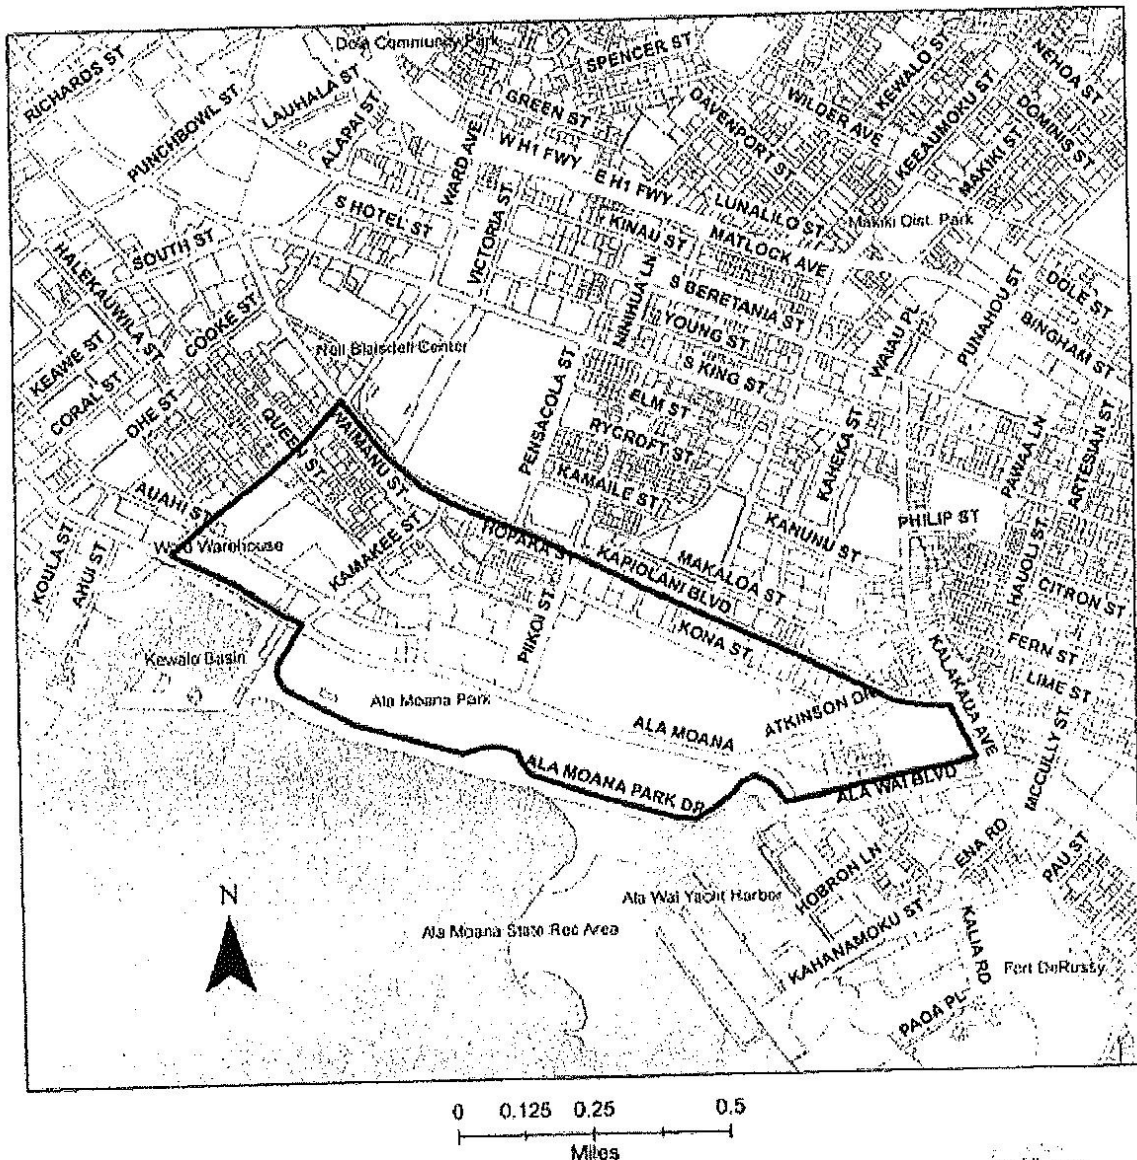 Dole Community Park
SPENCER ST
KEWALO ST
NEHOA ST
RICHARDS ST
PUNCHBOWL ST
LAUHALA ST
ALAPAI ST
GREEN ST
DAVENPORT ST
WILDER AVE
KEEAUMOKU ST
DOMINIS ST
MAKIKI ST
WARD AVE
W H1 FWY
E H1 FWY
LUNALILO ST
Makiki Dist. Park
S HOTEL ST
VICTORIA ST
KINAU ST
MATLOCK AVE
HALEKAUWILA ST
SOUTH ST
NINIHUA LN
S BERETANIA ST
DOLE ST
PUNAHOU ST
BINGHAM ST
COOKE ST
YOUNG ST
WAIAU PL
KEAWE ST
Neil Blaisdell Center
S KING ST
CORAL ST
OHE ST
PENSACOLA ST
ELM ST
QUEEN ST
WAIMANU ST
RYCROFT ST
KAHEKA ST
PAWAA LN
ARTESIAN ST
AUAHI ST
KAMAILE ST
KANUNU ST
PHILIP ST
KOULA ST
AHUI ST
Ward Warehouse
KAMAKEE ST
HOPAKA ST
KAPIOLANI BLVD
MAKALOA ST
HAUOLI ST
CITRON ST
PIIKOI ST
KONA ST
FERN ST
Kewalo Basin
KALAKAUA AVE
LIME ST
Ala Moana Park
ALA MOANA
ATKINSON DR
MCCULLY ST
ALA MOANA PARK DR
ALA WAI BLVD
N
HOBRON LN
ENA RD
PAU ST
Ala Wai Yacht Harbor
Ala Moana State Rec Area
KAHANAMOKU ST
KALIA RD
Fort DeRussy
PAOA PL
0 0.125 0.25 0.5
Miles